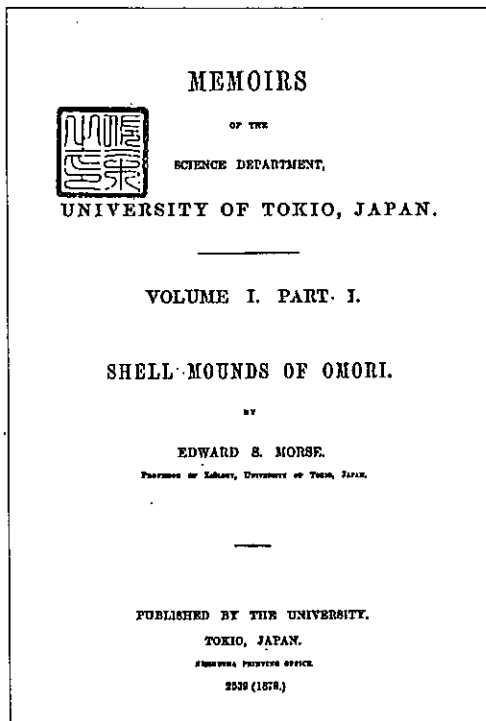 MEMOIRS
OF THE
SCIENCE DEPARTMENT,
UNIVERSITY OF TOKIO, JAPAN.
VOLUME I. PART I.
SHELL MOUNDS OF OMORI.
BY
EDWARD S. MORSE.
PROFESSOR OF ZOÖLOGY, UNIVERSITY OF TOKIO, JAPAN.
PUBLISHED BY THE UNIVERSITY.
TOKIO, JAPAN.
PRINTING OFFICE
2539 (1879.)